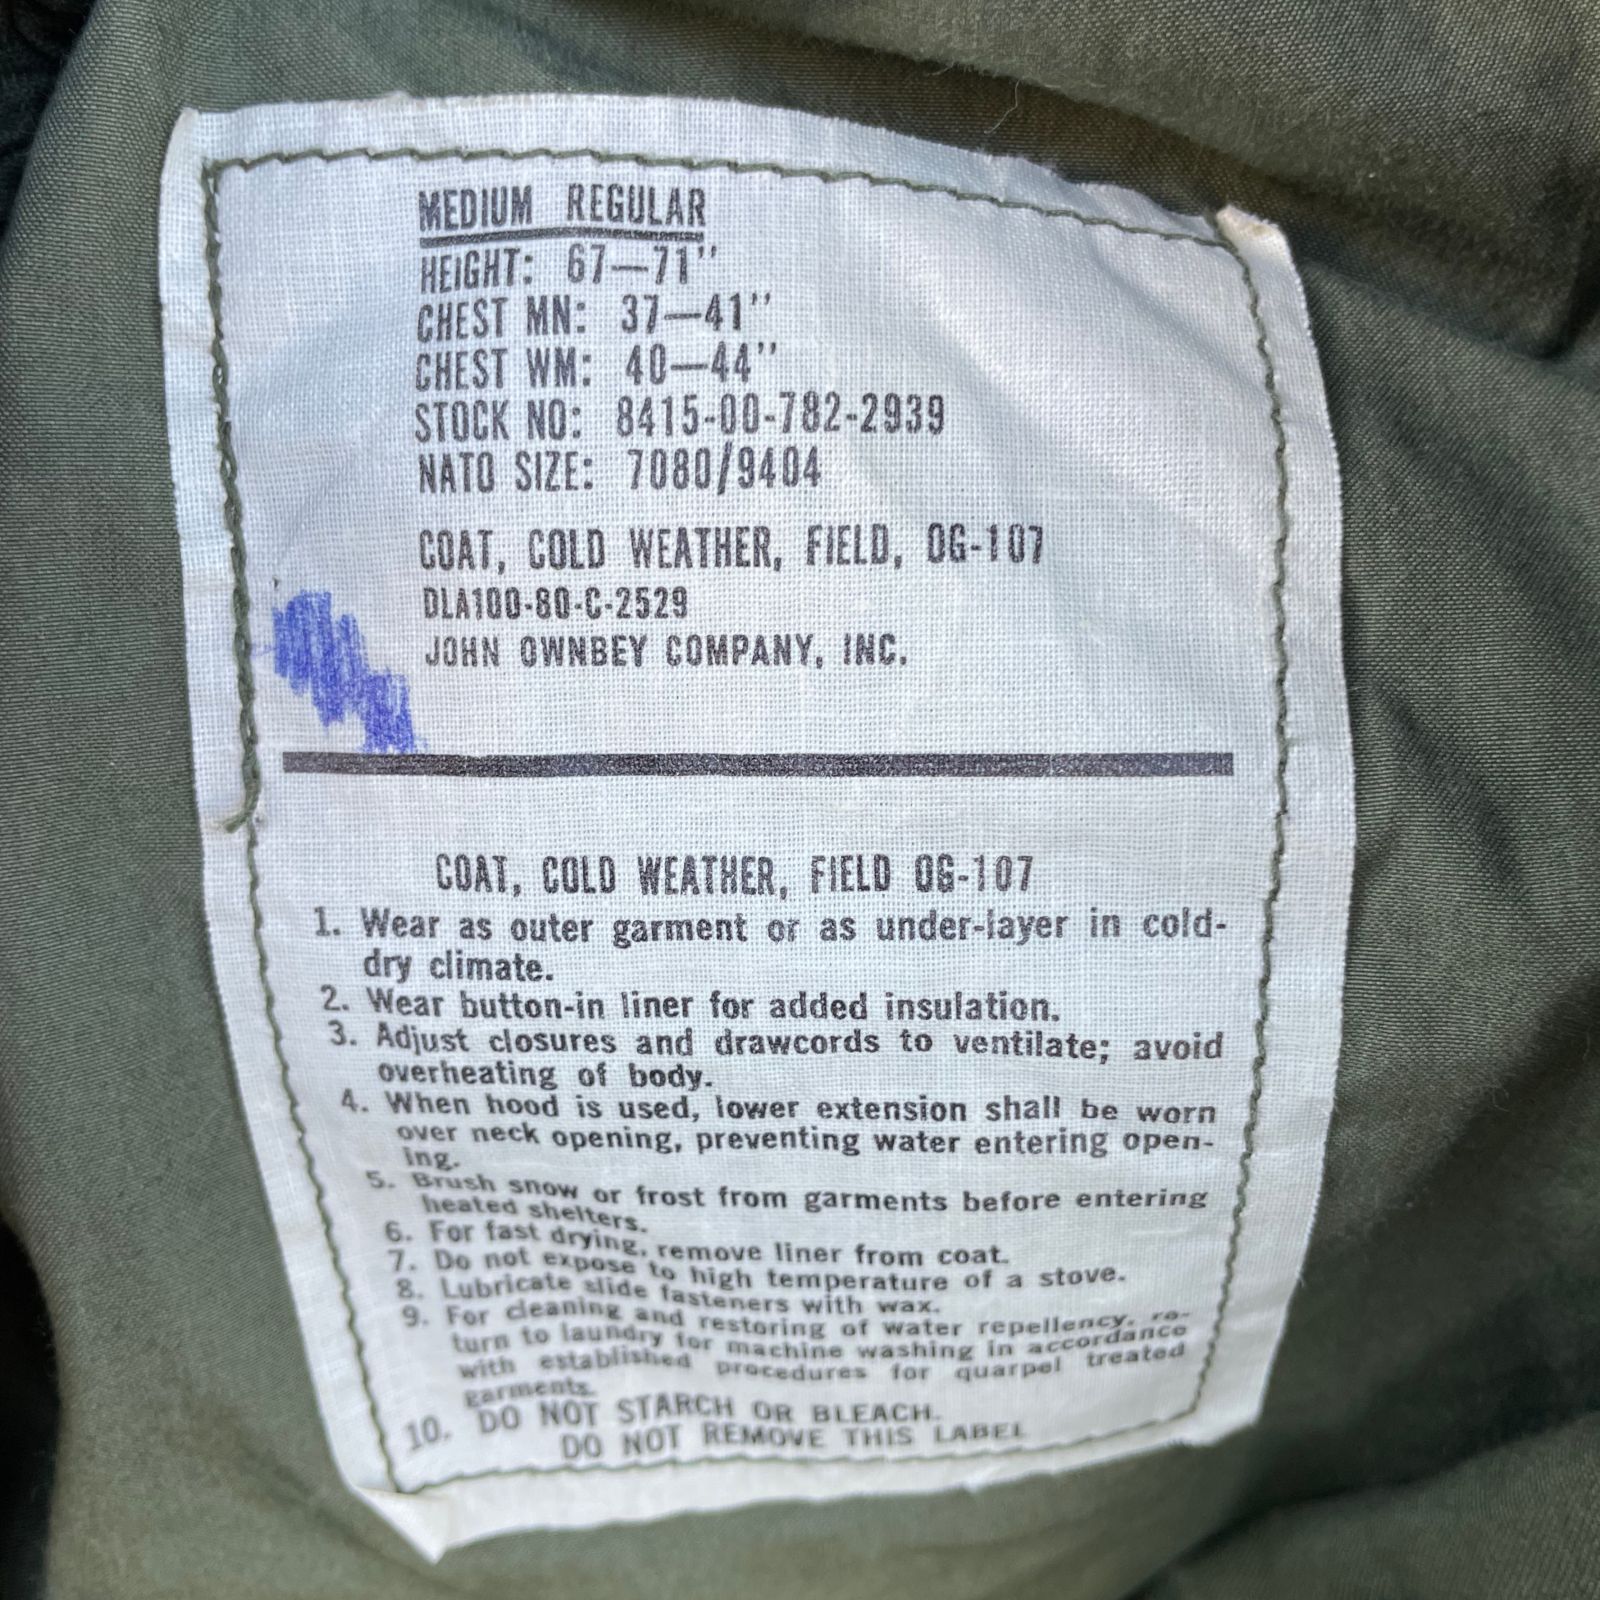 MEDIUM REGULAR
HEIGHT: 67—71"
CHEST MN: 37—41"
CHEST WM: 40—44"
STOCK NO: 8415-00-782-2939
NATO SIZE: 7080/9404
COAT, COLD WEATHER, FIELD, OG-107
DLA100-80-C-2529
JOHN OWNBEY COMPANY, INC.
COAT, COLD WEATHER, FIELD OG-107
1. Wear as outer garment or as under-layer in cold-
dry climate.
2. Wear button-in liner for added insulation.
3. Adjust closures and drawcords to ventilate; avoid
overheating of body.
4. When hood is used, lower extension shall be worn
over neck opening, preventing water entering open-
ing.
5. Brush snow or frost from garments before entering
heated shelters.
6. For fast drying, remove liner from coat.
7. Do not expose to high temperature of a stove.
8. Lubricate slide fasteners with wax.
9. For cleaning and restoring of water repellency, re-
turn to laundry for machine washing in accordance
with established procedures for quarpel treated
garments.
10. DO NOT STARCH OR BLEACH.
DO NOT REMOVE THIS LABEL